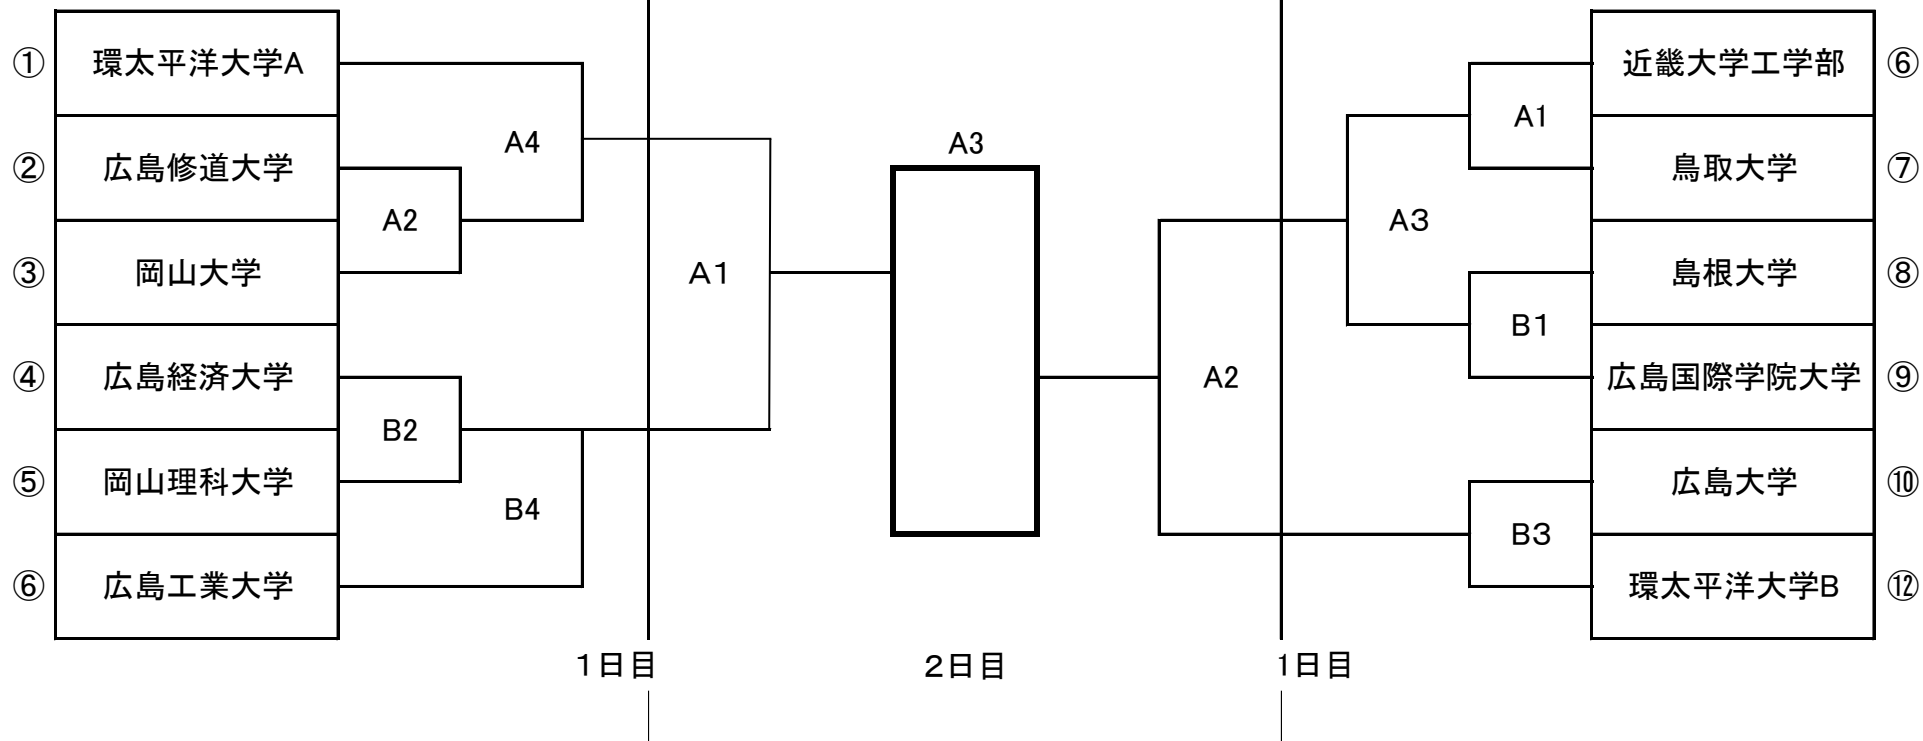 ① 環太平洋大学A
② 広島修道大学
③ 岡山大学
④ 広島経済大学
⑤ 岡山理科大学
⑥ 広島工業大学
A4
A2
B2
B4
A1
A3
A2
A3
A1
B1
B3
近畿大学工学部 ⑥
鳥取大学 ⑦
島根大学 ⑧
広島国際学院大学 ⑨
広島大学 ⑩
環太平洋大学B ⑫
1日目
2日目
1日目